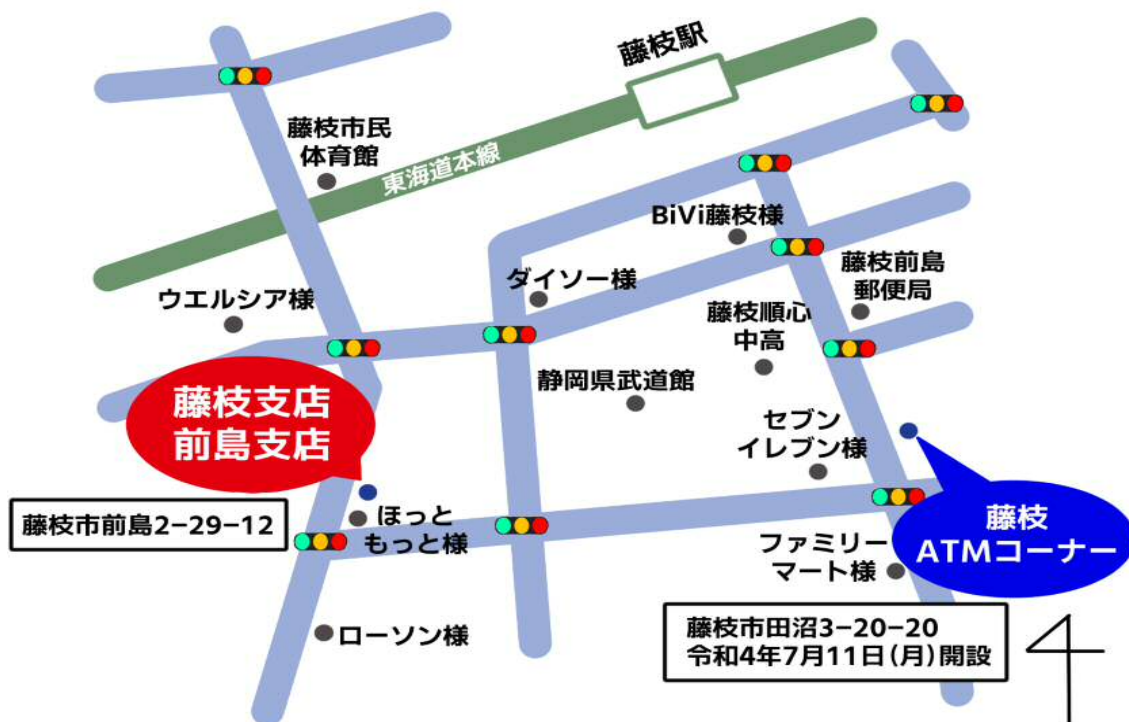 藤枝駅
藤枝市民
体育館
東海道本線
BiVi藤枝様
藤枝前島
郵便局
ダイソー様
ウエルシア様
藤枝順心
中高
静岡県武道館
藤枝支店
前島支店
セブン
イレブン様
藤枝市前島2−29−12
ほっと
もっと様
藤枝
ATMコーナー
ファミリー
マート様
ローソン様
藤枝市田沼3−20−20
令和4年7月11日(月)開設